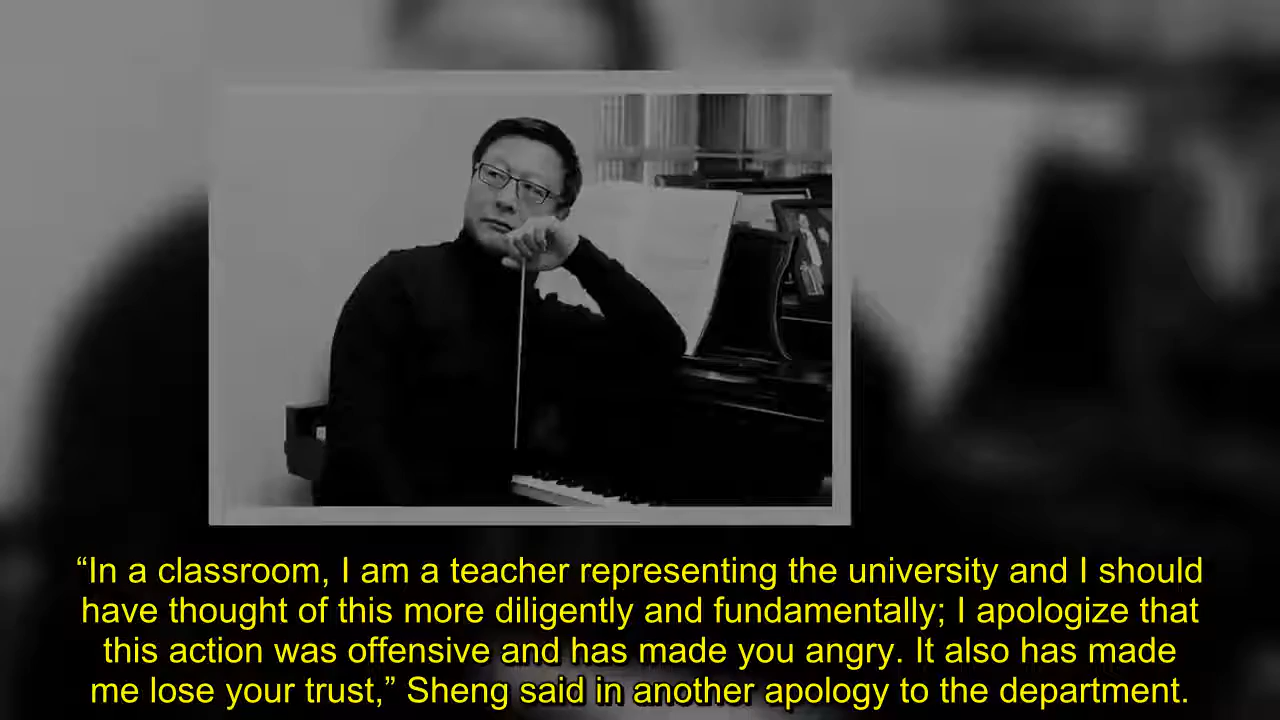 “In a classroom, I am a teacher representing the university and I should
have thought of this more diligently and fundamentally; I apologize that
this action was offensive and has made you angry. It also has made
me lose your trust,” Sheng said in another apology to the department.